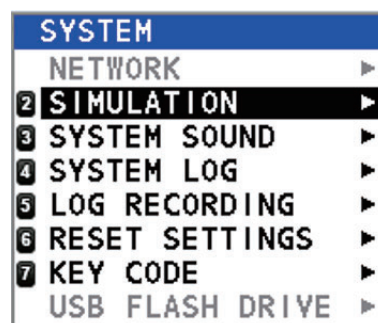 SYSTEM
NETWORK
2 SIMULATION
3 SYSTEM SOUND
4 SYSTEM LOG
5 LOG RECORDING
6 RESET SETTINGS
7 KEY CODE
USB FLASH DRIVE